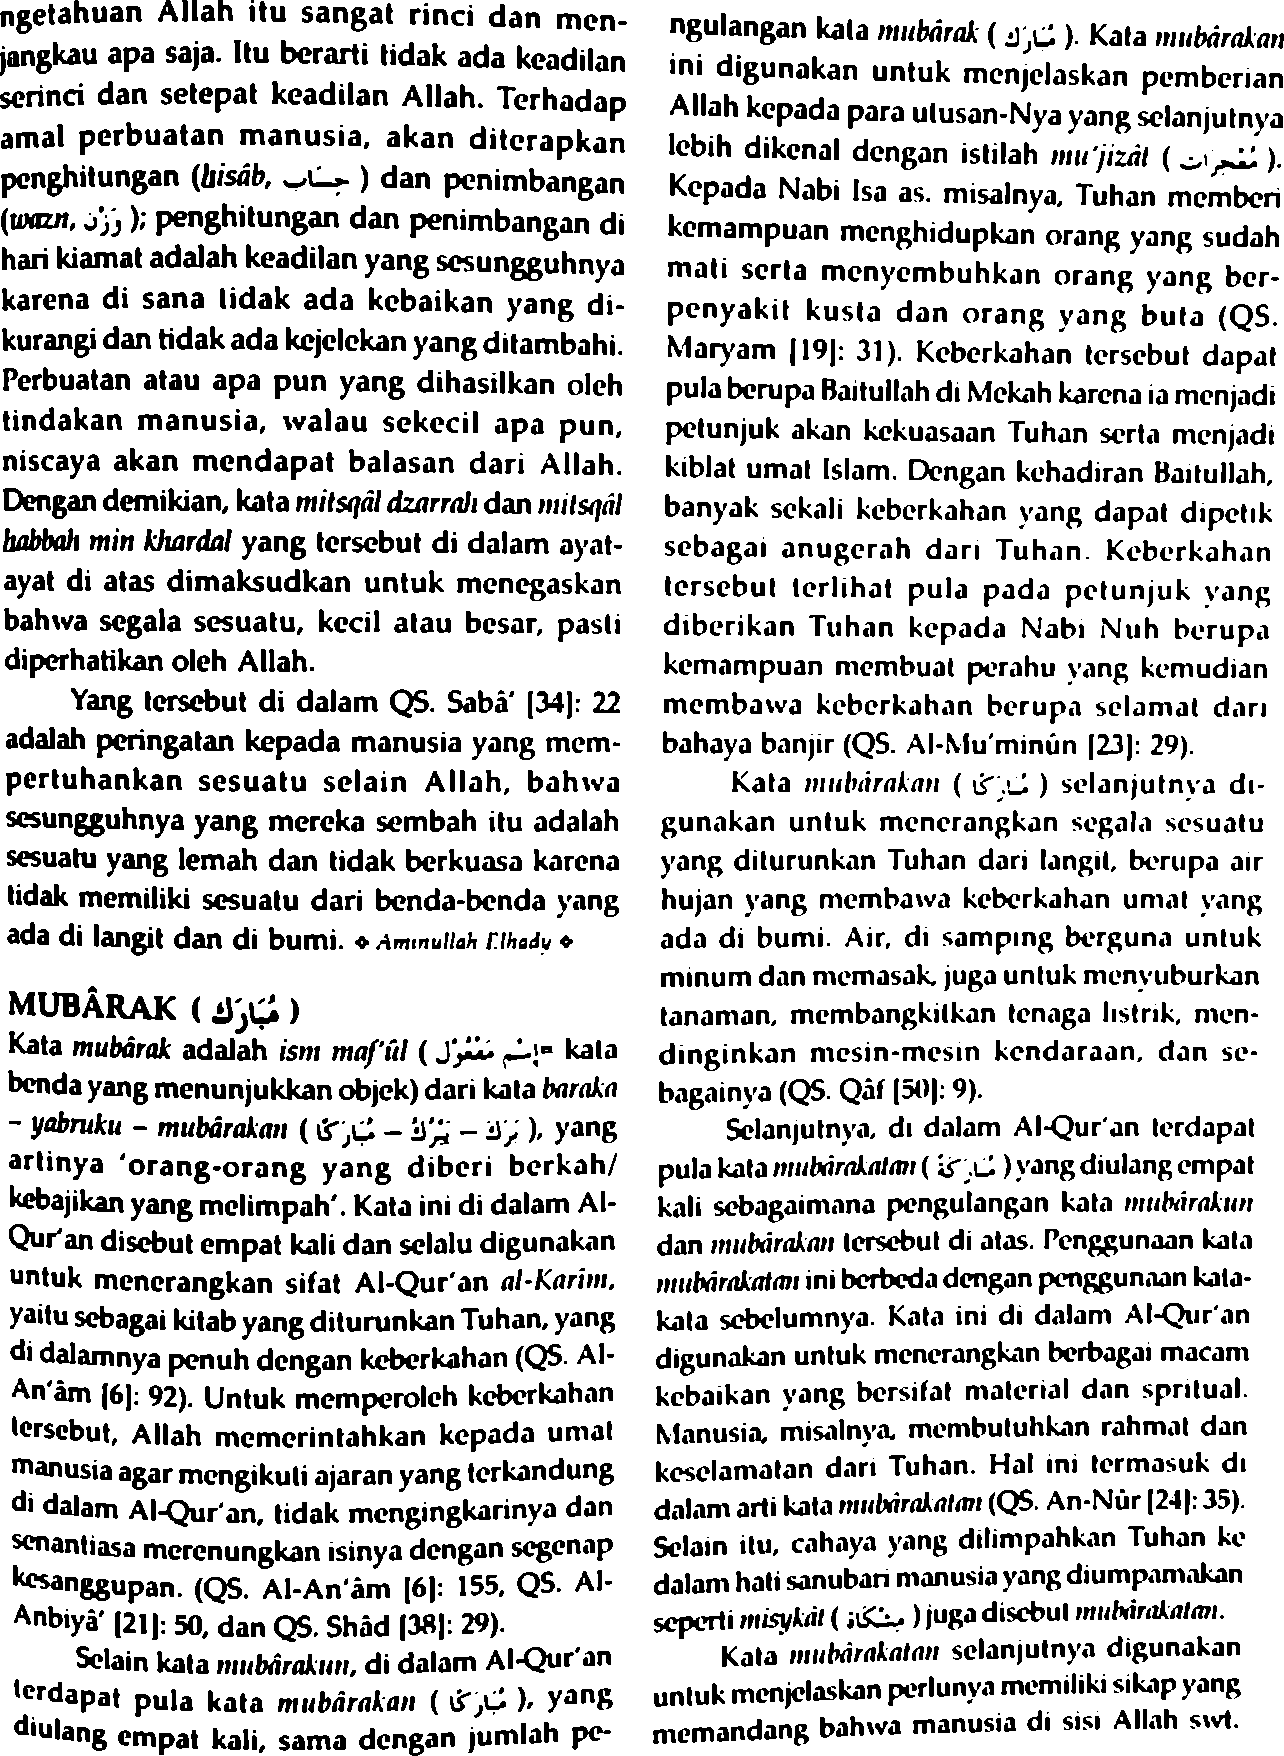 ngetahuan Allah itu sangat rinci dan men-
jangkau apa saja. Itu berarti tidak ada keadilan
serinci dan setepat keadilan Allah. Terhadap
amal perbuatan manusia, akan diterapkan
penghitungan (hisâb, حِسَاب ) dan penimbangan
(wazn, وَزْن ); penghitungan dan penimbangan di
hari kiamat adalah keadilan yang sesungguhnya
karena di sana tidak ada kebaikan yang di-
kurangi dan tidak ada kejelekan yang ditambahi.
Perbuatan atau apa pun yang dihasilkan oleh
tindakan manusia, walau sekecil apa pun,
niscaya akan mendapat balasan dari Allah.
Dengan demikian, kata mitsqâl dzarrah dan mitsqâl
habbah min khardal yang tersebut di dalam ayat-
ayat di atas dimaksudkan untuk menegaskan
bahwa segala sesuatu, kecil atau besar, pasti
diperhatikan oleh Allah.
Yang tersebut di dalam QS. Sabâ' [34]: 22
adalah peringatan kepada manusia yang mem-
pertuhankan sesuatu selain Allah, bahwa
sesungguhnya yang mereka sembah itu adalah
sesuatu yang lemah dan tidak berkuasa karena
tidak memiliki sesuatu dari benda-benda yang
ada di langit dan di bumi. ❖ Aminullah Elhady ❖
MUBÂRAK ( مُبَارَك )
Kata mubârak adalah ism maf'ûl ( اِسْم مَفْعُوْل = kata
benda yang menunjukkan objek) dari kata baraka
– yabruku – mubârakan ( بَرَكَ – يَبْرُكُ – مُبَارَكًا ), yang
artinya 'orang-orang yang diberi berkah/
kebajikan yang melimpah'. Kata ini di dalam Al-
Qur'an disebut empat kali dan selalu digunakan
untuk menerangkan sifat Al-Qur'an al-Karîm,
yaitu sebagai kitab yang diturunkan Tuhan, yang
di dalamnya penuh dengan keberkahan (QS. Al-
An'âm [6]: 92). Untuk memperoleh keberkahan
tersebut, Allah memerintahkan kepada umat
manusia agar mengikuti ajaran yang terkandung
di dalam Al-Qur'an, tidak mengingkarinya dan
senantiasa merenungkan isinya dengan segenap
kesanggupan. (QS. Al-An'âm [6]: 155, QS. Al-
Anbiyâ' [21]: 50, dan QS. Shâd [38]: 29).
Selain kata mubârakun, di dalam Al-Qur'an
terdapat pula kata mubârakan ( مُبَارَكًا ), yang
diulang empat kali, sama dengan jumlah pe-
ngulangan kata mubârak ( مُبَارَك ). Kata mubârakan
ini digunakan untuk menjelaskan pemberian
Allah kepada para utusan-Nya yang selanjutnya
lebih dikenal dengan istilah mu'jizât ( مُعْجِزَات ).
Kepada Nabi Isa as. misalnya, Tuhan memberi
kemampuan menghidupkan orang yang sudah
mati serta menyembuhkan orang yang ber-
penyakit kusta dan orang yang buta (QS.
Maryam [19]: 31). Keberkahan tersebut dapat
pula berupa Baitullah di Mekah karena ia menjadi
petunjuk akan kekuasaan Tuhan serta menjadi
kiblat umat Islam. Dengan kehadiran Baitullah,
banyak sekali keberkahan yang dapat dipetik
sebagai anugerah dari Tuhan. Keberkahan
tersebut terlihat pula pada petunjuk yang
diberikan Tuhan kepada Nabi Nuh berupa
kemampuan membuat perahu yang kemudian
membawa keberkahan berupa selamat dari
bahaya banjir (QS. Al-Mu'minûn [23]: 29).
Kata mubârakan ( مُبَارَكًا ) selanjutnya di-
gunakan untuk menerangkan segala sesuatu
yang diturunkan Tuhan dari langit, berupa air
hujan yang membawa keberkahan umat yang
ada di bumi. Air, di samping berguna untuk
minum dan memasak, juga untuk menyuburkan
tanaman, membangkitkan tenaga listrik, men-
dinginkan mesin-mesin kendaraan, dan se-
bagainya (QS. Qâf [50]: 9).
Selanjutnya, di dalam Al-Qur'an terdapat
pula kata mubârakatan ( مُبَارَكَةً ) yang diulang empat
kali sebagaimana pengulangan kata mubârakun
dan mubârakan tersebut di atas. Penggunaan kata
mubârakatan ini berbeda dengan penggunaan kata-
kata sebelumnya. Kata ini di dalam Al-Qur'an
digunakan untuk menerangkan berbagai macam
kebaikan yang bersifat material dan spritual.
Manusia, misalnya, membutuhkan rahmat dan
keselamatan dari Tuhan. Hal ini termasuk di
dalam arti kata mubârakatan (QS. An-Nûr [24]: 35).
Selain itu, cahaya yang dilimpahkan Tuhan ke
dalam hati sanubari manusia yang diumpamakan
seperti misykât ( مِشْكَاة ) juga disebut mubârakatan.
Kata mubârakatan selanjutnya digunakan
untuk menjelaskan perlunya memiliki sikap yang
memandang bahwa manusia di sisi Allah swt.